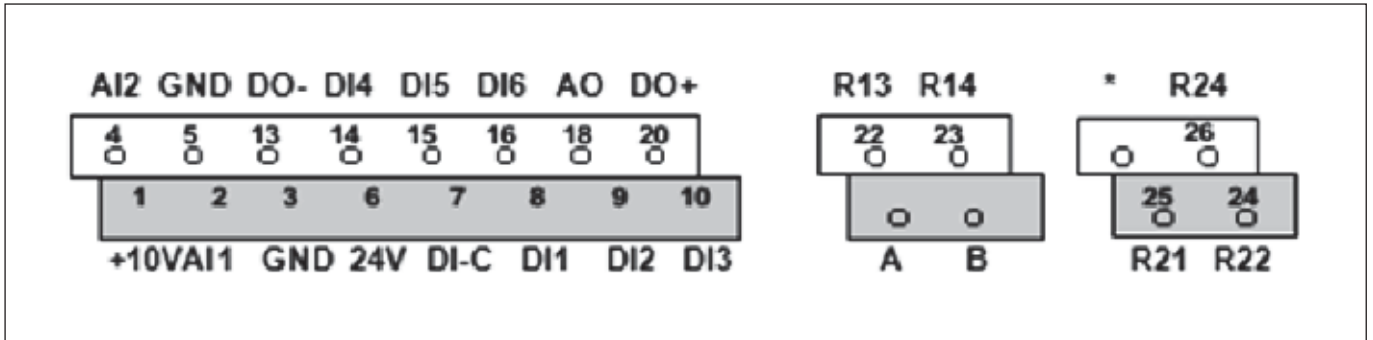 AI2 GND DO- DI4 DI5 DI6 AO DO+ R13 R14 * R24
4 5 13 14 15 16 18 20 22 23 26
1 2 3 6 7 8 9 10 25 24
+10VAI1 GND 24V DI-C DI1 DI2 DI3 A B R21 R22